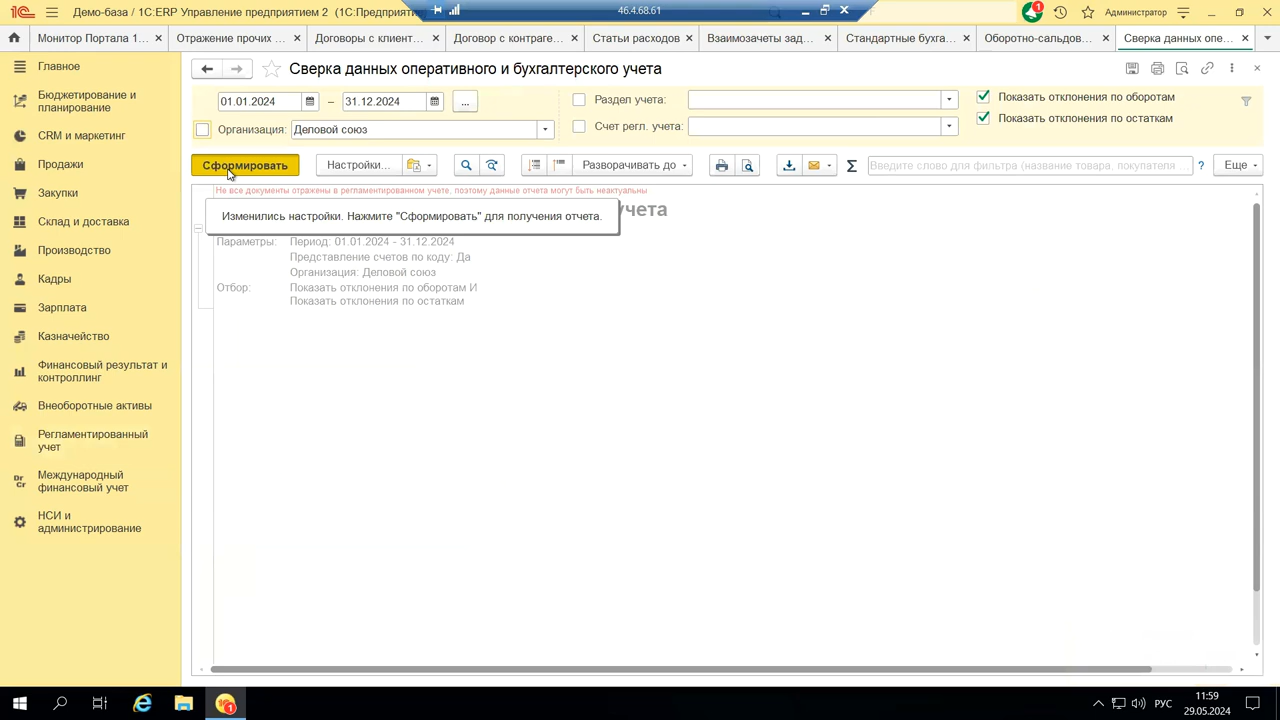 Демо-база / 1С:ERP Управление предприятием 2 (1С:Предприяти
46.4.68.61
1
Администратор
Монитор Портала 1...
Отражение прочих ...
Договоры с клиент...
Договор с контраге...
Статьи расходов
Взаимозачеты зад...
Стандартные бухга...
Оборотно-сальдов...
Сверка данных опе...
Главное
Бюджетирование и
планирование
CRM и маркетинг
Продажи
Закупки
Склад и доставка
Производство
Кадры
Зарплата
Казначейство
Финансовый результат и
контроллинг
Внеоборотные активы
Регламентированный
учет
Международный
финансовый учет
НСИ и
администрирование
Сверка данных оперативного и бухгалтерского учета
01.01.2024 – 31.12.2024 ...
Раздел учета:
Показать отклонения по оборотам
Организация: Деловой союз
Счет регл. учета:
Показать отклонения по остаткам
Сформировать
Настройки...
Разворачивать до
Σ
Введите слово для фильтра (название товара, покупателя
?
Еще
Не все документы отражены в регламентированном учете, поэтому данные отчета могут быть неактуальны
учета
Изменились настройки. Нажмите "Сформировать" для получения отчета.
Параметры: Период: 01.01.2024 - 31.12.2024
Представление счетов по коду: Да
Организация: Деловой союз
Отбор: Показать отклонения по оборотам И
Показать отклонения по остаткам
1
РУС
11:59
29.05.2024